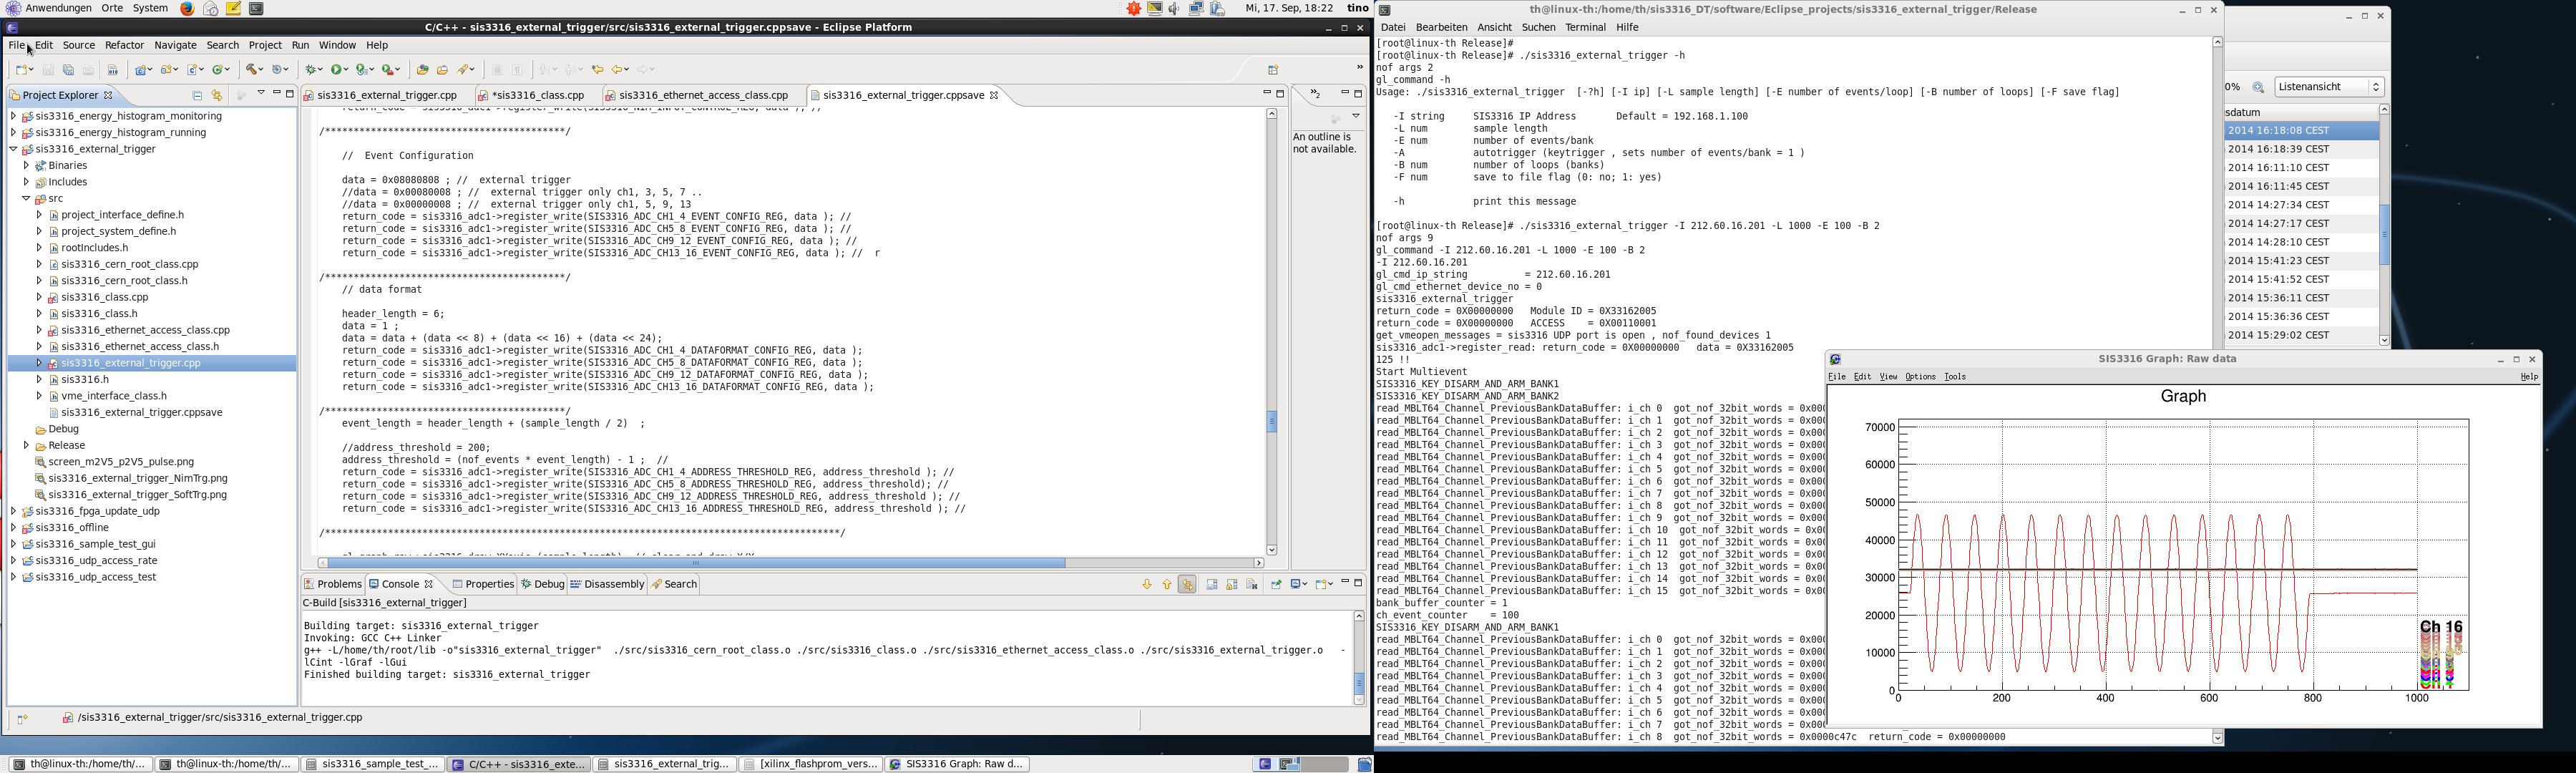 Anwendungen Orte System
Mi, 17. Sep, 18:22 tino
C/C++ - sis3316_external_trigger/src/sis3316_external_trigger.cppsave - Eclipse Platform
File Edit Source Refactor Navigate Search Project Run Window Help
Project Explorer
sis3316_energy_histogram_monitoring
sis3316_energy_histogram_running
sis3316_external_trigger
Binaries
Includes
src
project_interface_define.h
project_system_define.h
rootIncludes.h
sis3316_cern_root_class.cpp
sis3316_cern_root_class.h
sis3316_class.cpp
sis3316_class.h
sis3316_ethernet_access_class.cpp
sis3316_ethernet_access_class.h
sis3316_external_trigger.cpp
sis3316.h
vme_interface_class.h
sis3316_external_trigger.cppsave
Debug
Release
screen_m2V5_p2V5_pulse.png
sis3316_external_trigger_NimTrg.png
sis3316_external_trigger_SoftTrg.png
sis3316_fpga_update_udp
sis3316_offline
sis3316_sample_test_gui
sis3316_udp_access_rate
sis3316_udp_access_test
sis3316_external_trigger.cpp *sis3316_class.cpp sis3316_ethernet_access_class.cpp sis3316_external_trigger.cppsave
/*****************************************/
// Event Configuration
data = 0x08080808 ; // external trigger
//data = 0x00080008 ; // external trigger only ch1, 3, 5, 7 ..
//data = 0x00000008 ; // external trigger only ch1, 5, 9, 13
return_code = sis3316_adc1->register_write(SIS3316_ADC_CH1_4_EVENT_CONFIG_REG, data ); //
return_code = sis3316_adc1->register_write(SIS3316_ADC_CH5_8_EVENT_CONFIG_REG, data ); //
return_code = sis3316_adc1->register_write(SIS3316_ADC_CH9_12_EVENT_CONFIG_REG, data ); //
return_code = sis3316_adc1->register_write(SIS3316_ADC_CH13_16_EVENT_CONFIG_REG, data ); // r
/*****************************************/
// data format
header_length = 6;
data = 1 ;
data = data + (data << 8) + (data << 16) + (data << 24);
return_code = sis3316_adc1->register_write(SIS3316_ADC_CH1_4_DATAFORMAT_CONFIG_REG, data );
return_code = sis3316_adc1->register_write(SIS3316_ADC_CH5_8_DATAFORMAT_CONFIG_REG, data );
return_code = sis3316_adc1->register_write(SIS3316_ADC_CH9_12_DATAFORMAT_CONFIG_REG, data );
return_code = sis3316_adc1->register_write(SIS3316_ADC_CH13_16_DATAFORMAT_CONFIG_REG, data );
/*****************************************/
event_length = header_length + (sample_length / 2) ;
//address_threshold = 200;
address_threshold = (nof_events * event_length) - 1 ; //
return_code = sis3316_adc1->register_write(SIS3316_ADC_CH1_4_ADDRESS_THRESHOLD_REG, address_threshold ); //
return_code = sis3316_adc1->register_write(SIS3316_ADC_CH5_8_ADDRESS_THRESHOLD_REG, address_threshold); //
return_code = sis3316_adc1->register_write(SIS3316_ADC_CH9_12_ADDRESS_THRESHOLD_REG, address_threshold ); //
return_code = sis3316_adc1->register_write(SIS3316_ADC_CH13_16_ADDRESS_THRESHOLD_REG, address_threshold ); //
/*****************************************************************************************/
An outline is
not available.
Problems Console Properties Debug Disassembly Search
C-Build [sis3316_external_trigger]
Building target: sis3316_external_trigger
Invoking: GCC C++ Linker
g++ -L/home/th/root/lib -o"sis3316_external_trigger" ./src/sis3316_cern_root_class.o ./src/sis3316_class.o ./src/sis3316_ethernet_access_class.o ./src/sis3316_external_trigger.o -
lCint -lGraf -lGui
Finished building target: sis3316_external_trigger
/sis3316_external_trigger/src/sis3316_external_trigger.cpp
th@linux-th:/home/th/sis3316_DT/software/Eclipse_projects/sis3316_external_trigger/Release
Datei Bearbeiten Ansicht Suchen Terminal Hilfe
[root@linux-th Release]#
[root@linux-th Release]# ./sis3316_external_trigger -h
nof args 2
gl_command -h
Usage: ./sis3316_external_trigger [-?h] [-I ip] [-L sample length] [-E number of events/loop] [-B number of loops] [-F save flag]
-I string SIS3316 IP Address Default = 192.168.1.100
-L num sample length
-E num number of events/bank
-A autotrigger (keytrigger , sets number of events/bank = 1 )
-B num number of loops (banks)
-F num save to file flag (0: no; 1: yes)
-h print this message
[root@linux-th Release]# ./sis3316_external_trigger -I 212.60.16.201 -L 1000 -E 100 -B 2
nof args 9
gl_command -I 212.60.16.201 -L 1000 -E 100 -B 2
-I 212.60.16.201
gl_cmd_ip_string = 212.60.16.201
gl_cmd_ethernet_device_no = 0
sis3316_external_trigger
return_code = 0X00000000 Module ID = 0X33162005
return_code = 0X00000000 ACCESS = 0X00110001
get_vmeopen_messages = sis3316 UDP port is open , nof_found_devices 1
sis3316_adc1->register_read: return_code = 0X00000000 data = 0X33162005
125 !!
Start Multievent
SIS3316_KEY_DISARM_AND_ARM_BANK1
SIS3316_KEY_DISARM_AND_ARM_BANK2
read_MBLT64_Channel_PreviousBankDataBuffer: i_ch 0 got_nof_32bit_words = 0x000
read_MBLT64_Channel_PreviousBankDataBuffer: i_ch 1 got_nof_32bit_words = 0x000
read_MBLT64_Channel_PreviousBankDataBuffer: i_ch 2 got_nof_32bit_words = 0x000
read_MBLT64_Channel_PreviousBankDataBuffer: i_ch 3 got_nof_32bit_words = 0x000
read_MBLT64_Channel_PreviousBankDataBuffer: i_ch 4 got_nof_32bit_words = 0x000
read_MBLT64_Channel_PreviousBankDataBuffer: i_ch 5 got_nof_32bit_words = 0x000
read_MBLT64_Channel_PreviousBankDataBuffer: i_ch 6 got_nof_32bit_words = 0x000
read_MBLT64_Channel_PreviousBankDataBuffer: i_ch 7 got_nof_32bit_words = 0x000
read_MBLT64_Channel_PreviousBankDataBuffer: i_ch 8 got_nof_32bit_words = 0x000
read_MBLT64_Channel_PreviousBankDataBuffer: i_ch 9 got_nof_32bit_words = 0x000
read_MBLT64_Channel_PreviousBankDataBuffer: i_ch 10 got_nof_32bit_words = 0x00
read_MBLT64_Channel_PreviousBankDataBuffer: i_ch 11 got_nof_32bit_words = 0x00
read_MBLT64_Channel_PreviousBankDataBuffer: i_ch 12 got_nof_32bit_words = 0x00
read_MBLT64_Channel_PreviousBankDataBuffer: i_ch 13 got_nof_32bit_words = 0x00
read_MBLT64_Channel_PreviousBankDataBuffer: i_ch 14 got_nof_32bit_words = 0x00
read_MBLT64_Channel_PreviousBankDataBuffer: i_ch 15 got_nof_32bit_words = 0x00
bank_buffer_counter = 1
ch_event_counter = 100
SIS3316_KEY_DISARM_AND_ARM_BANK1
read_MBLT64_Channel_PreviousBankDataBuffer: i_ch 0 got_nof_32bit_words = 0x000
read_MBLT64_Channel_PreviousBankDataBuffer: i_ch 1 got_nof_32bit_words = 0x000
read_MBLT64_Channel_PreviousBankDataBuffer: i_ch 2 got_nof_32bit_words = 0x000
read_MBLT64_Channel_PreviousBankDataBuffer: i_ch 3 got_nof_32bit_words = 0x000
read_MBLT64_Channel_PreviousBankDataBuffer: i_ch 4 got_nof_32bit_words = 0x000
read_MBLT64_Channel_PreviousBankDataBuffer: i_ch 5 got_nof_32bit_words = 0x000
read_MBLT64_Channel_PreviousBankDataBuffer: i_ch 6 got_nof_32bit_words = 0x000
read_MBLT64_Channel_PreviousBankDataBuffer: i_ch 7 got_nof_32bit_words = 0x000
read_MBLT64_Channel_PreviousBankDataBuffer: i_ch 8 got_nof_32bit_words = 0x0000c47c return_code = 0x00000000
0% Listenansicht
sdatum
2014 16:18:08 CEST
2014 16:18:39 CEST
2014 16:11:10 CEST
2014 16:11:45 CEST
2014 14:27:34 CEST
2014 14:27:17 CEST
2014 14:28:10 CEST
2014 15:41:23 CEST
2014 15:41:52 CEST
2014 15:36:11 CEST
2014 15:36:36 CEST
2014 15:29:02 CEST
SIS3316 Graph: Raw data
File Edit View Options Tools Help
Graph
70000
60000
50000
40000
30000
20000
10000
0
0 200 400 600 800 1000
Ch 16
th@linux-th:/home/th/... th@linux-th:/home/th/... sis3316_sample_test_... C/C++ - sis3316_exte... sis3316_external_trig... [xilinx_flashprom_vers... SIS3316 Graph: Raw d...